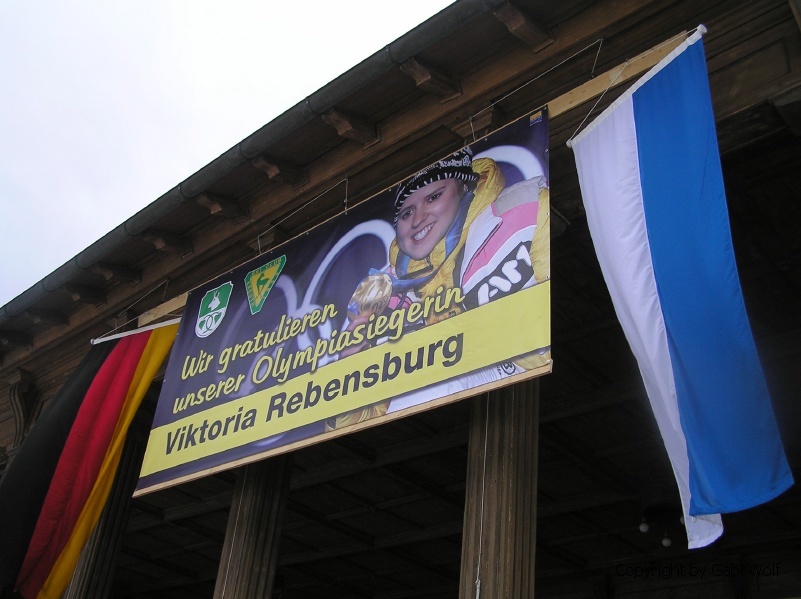 Wir gratulieren
unserer Olympiasiegerin
Viktoria Rebensburg
Copyright by Gabi Wolf